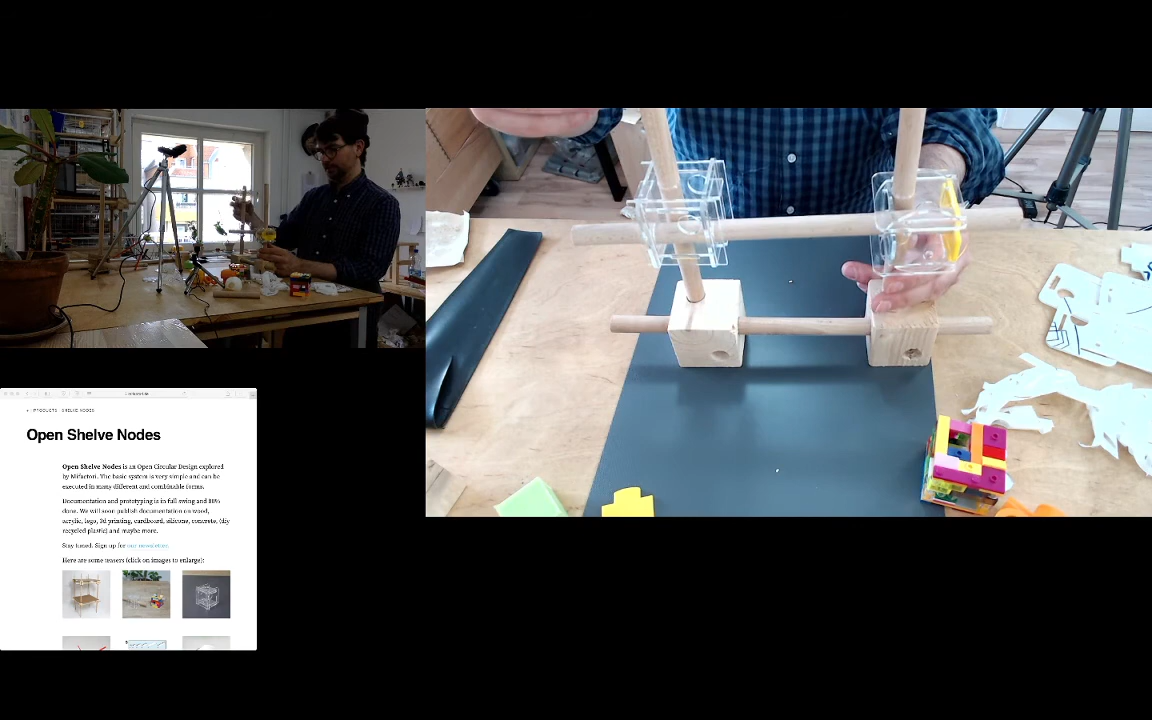 PRODUCTS SHELVE NODES
Open Shelve Nodes
Open Shelve Nodes is an Open Circular Design explored
by Mifactori. The basic system is very simple and can be
executed in many different and combinable forms.
Documentation and prototyping is in full swing and 80%
done. We will soon publish documentation on wood,
acrylic, lego, 3d printing, cardboard, silicone, concrete, (diy
recycled plastic) and maybe more.
Stay tuned. Sign up for our newsletter.
Here are some teasers (click on images to enlarge):